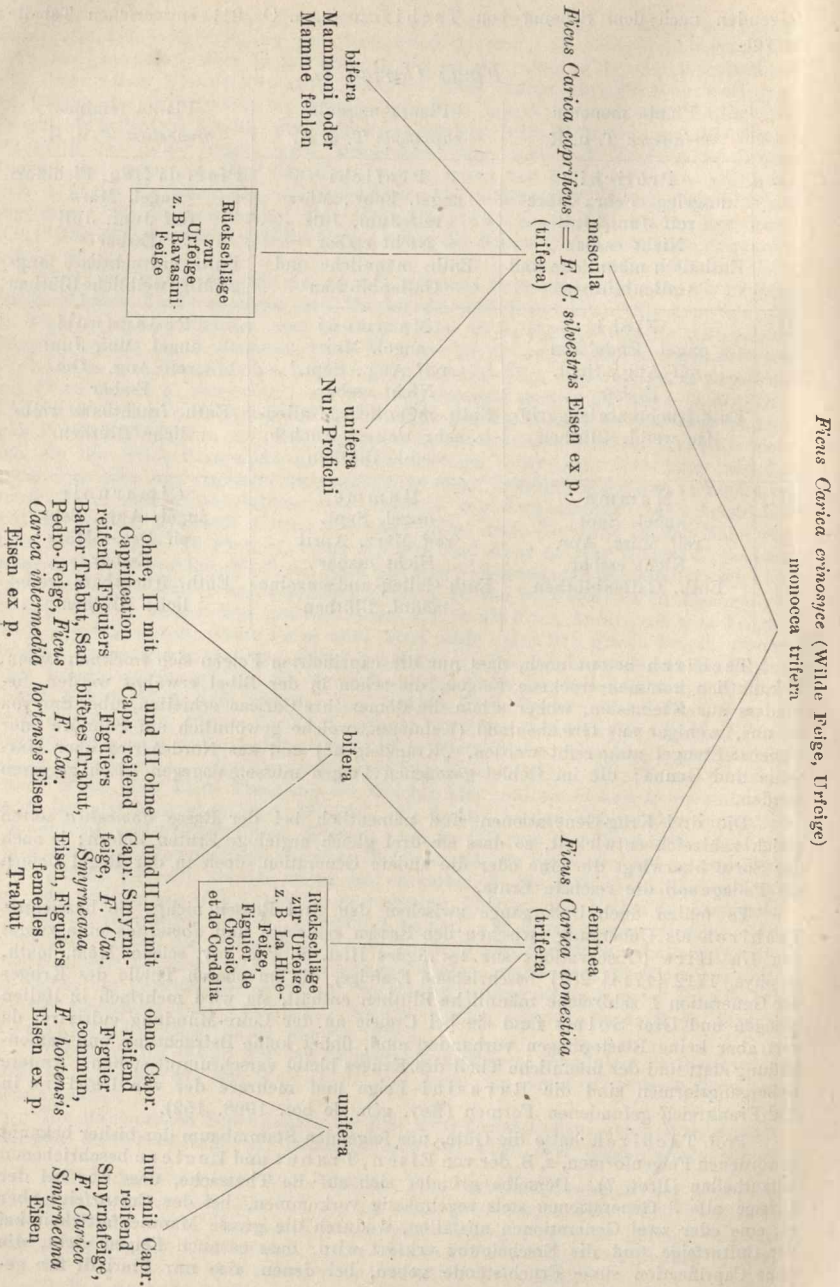 Ficus Carica erinosyce (Wilde Feige, Urfeige)
monoeca trifera
mascula
Ficus Carica caprificus (= F. C. silvestris Eisen ex p.)
(trifera)
feminea
Ficus Carica domestica
(trifera)
bifera
Mammoni oder
Mamme fehlen
Rückschläge
zur
Urfeige
z. B. Ravasini-
Feige
unifera
Nur-Profichi
bifera
Rückschläge
zur Urfeige
z. B. La Hire-
Feige,
Figuier de
Croisic
et de Cordelia
unifera
I ohne, II mit
Caprification
reifend Figuiers
Bakor Trabut, San
Pedro-Feige, Ficus
Carica intermedia
Eisen ex p.
I und II ohne
Capr. reifend
Figuiers
bifères Trabut,
F. Car.
hortensis Eisen
I und II nur mit
Capr. Smyrna-
feige, F. Car.
Smyrneana
Eisen, Figuiers
femelles
Trabut
ohne Capr.
reifend
Figuier
commun,
F. hortensis
Eisen ex p.
nur mit Capr.
reifend
Smyrnafeige,
F. Carica
Smyrneana
Eisen